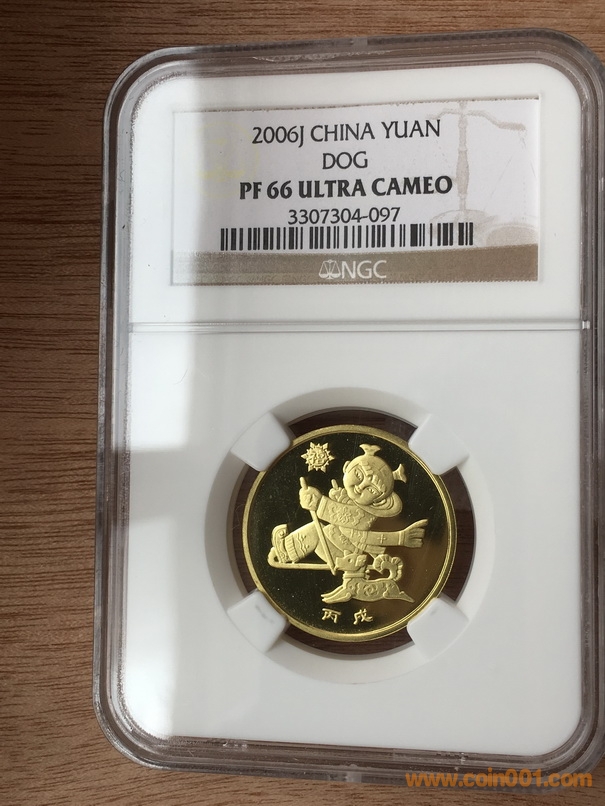 2006J CHINA YUAN
DOG
PF 66 ULTRA CAMEO
3307304-097
NGC
丙戌
www.coin001.com